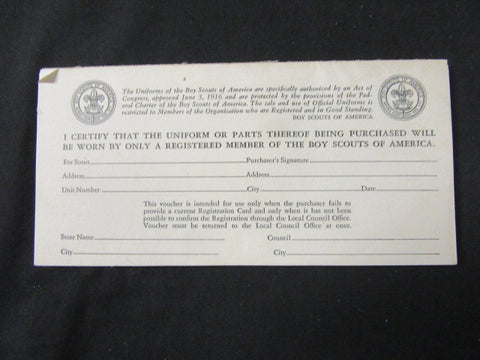 The Uniforms of the Boy Scouts of America are specifically authorized by an Act of
Congress, approved June 5, 1916 and are protected by the provisions of the Fed-
eral Charter of the Boy Scouts of America. The sale and use of Official Uniforms is
restricted to Members of the Organization who are Registered and in Good Standing.
BOY SCOUTS OF AMERICA
I CERTIFY THAT THE UNIFORM OR PARTS THEREOF BEING PURCHASED WILL
BE WORN BY ONLY A REGISTERED MEMBER OF THE BOY SCOUTS OF AMERICA.
For Scout Purchaser's Signature
Address Address
Unit Number City Date
This voucher is intended for use only when the purchaser fails to
provide a current Registration Card and only when it has not been
possible to confirm the Registration through the Local Council Office.
Voucher must be returned to the Local Council Office at once.
Store Name Council
City City